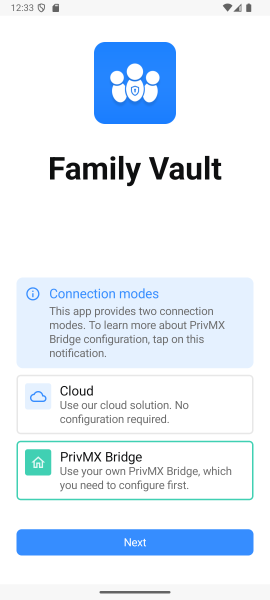 12:33
Family Vault
Connection modes
This app provides two connection
modes. To learn more about PrivMX
Bridge configuration, tap on this
notification.
Cloud
Use our cloud solution. No
configuration required.
PrivMX Bridge
Use your own PrivMX Bridge, which
you need to configure first.
Next